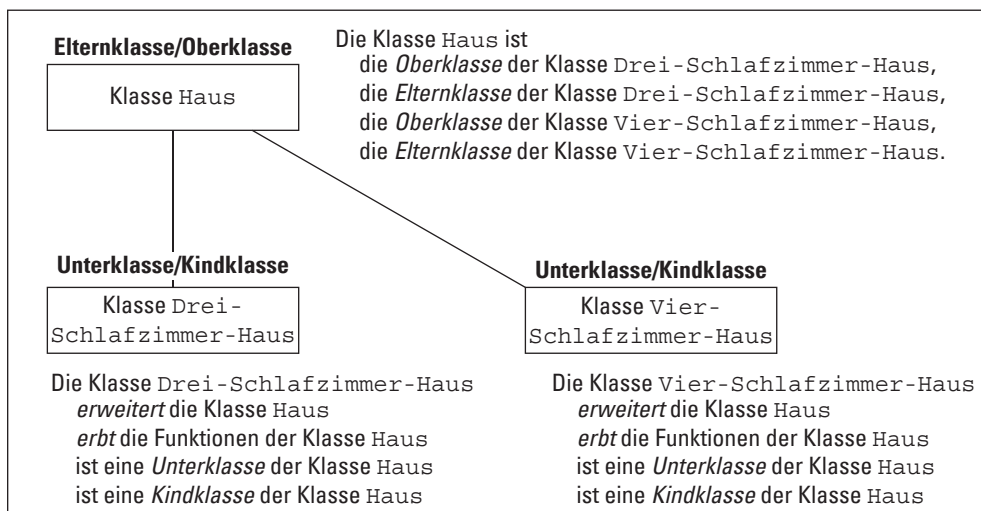 Elternklasse/Oberklasse
Klasse Haus
Die Klasse Haus ist
die Oberklasse der Klasse Drei-Schlafzimmer-Haus,
die Elternklasse der Klasse Drei-Schlafzimmer-Haus,
die Oberklasse der Klasse Vier-Schlafzimmer-Haus,
die Elternklasse der Klasse Vier-Schlafzimmer-Haus.
Unterklasse/Kindklasse
Klasse Drei-
Schlafzimmer-Haus
Die Klasse Drei-Schlafzimmer-Haus
erweitert die Klasse Haus
erbt die Funktionen der Klasse Haus
ist eine Unterklasse der Klasse Haus
ist eine Kindklasse der Klasse Haus
Unterklasse/Kindklasse
Klasse Vier-
Schlafzimmer-Haus
Die Klasse Vier-Schlafzimmer-Haus
erweitert die Klasse Haus
erbt die Funktionen der Klasse Haus
ist eine Unterklasse der Klasse Haus
ist eine Kindklasse der Klasse Haus